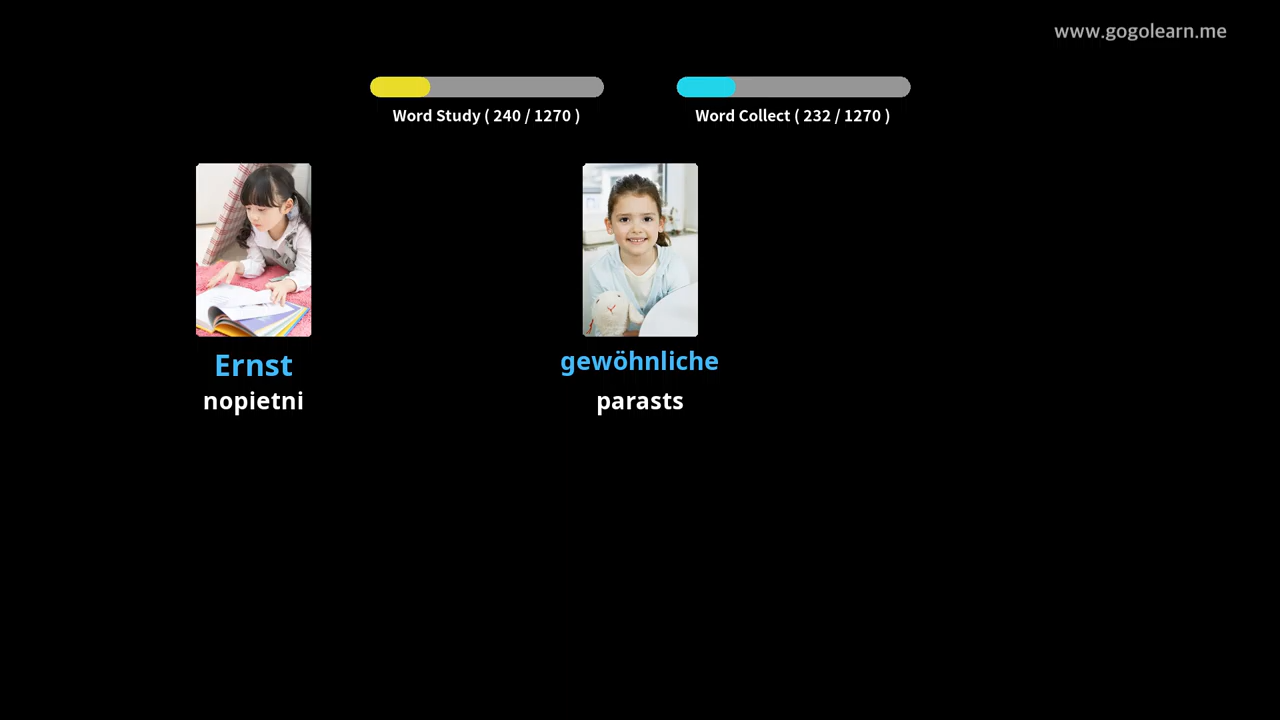 www.gogolearn.me
Word Study ( 240 / 1270 )
Word Collect ( 232 / 1270 )
Ernst
nopietni
gewöhnliche
parasts